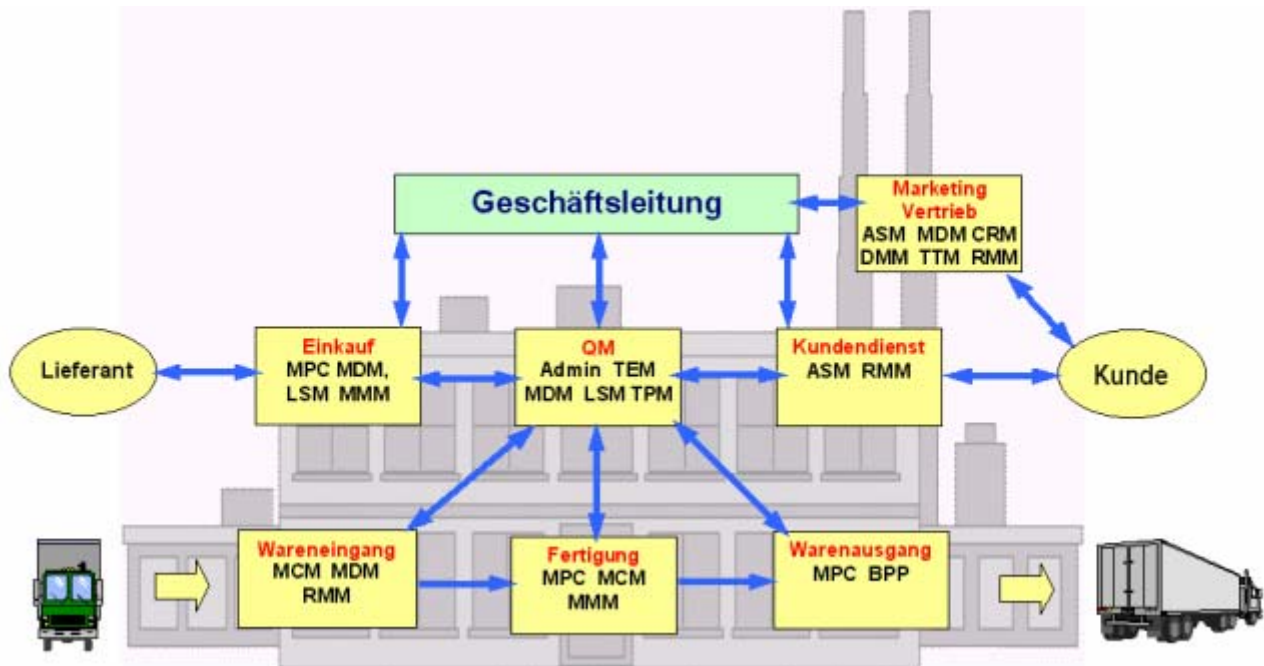 Geschäftsleitung
Marketing
Vertrieb
ASM MDM CRM
DMM TTM RMM
Lieferant
Einkauf
MPC MDM,
LSM MMM
QM
Admin TEM
MDM LSM TPM
Kundendienst
ASM RMM
Kunde
Wareneingang
MCM MDM
RMM
Fertigung
MPC MCM
MMM
Warenausgang
MPC BPP